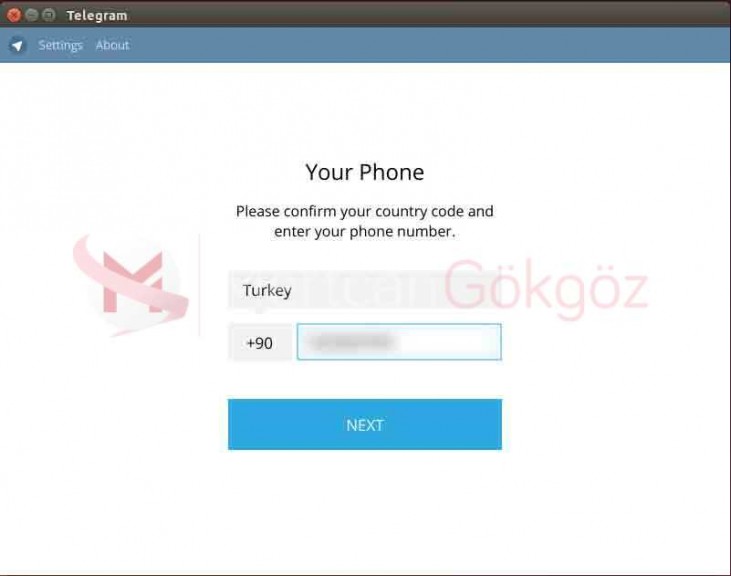 Telegram
Settings About
Your Phone
Please confirm your country code and
enter your phone number.
Turkey
Gökgöz
+90
NEXT